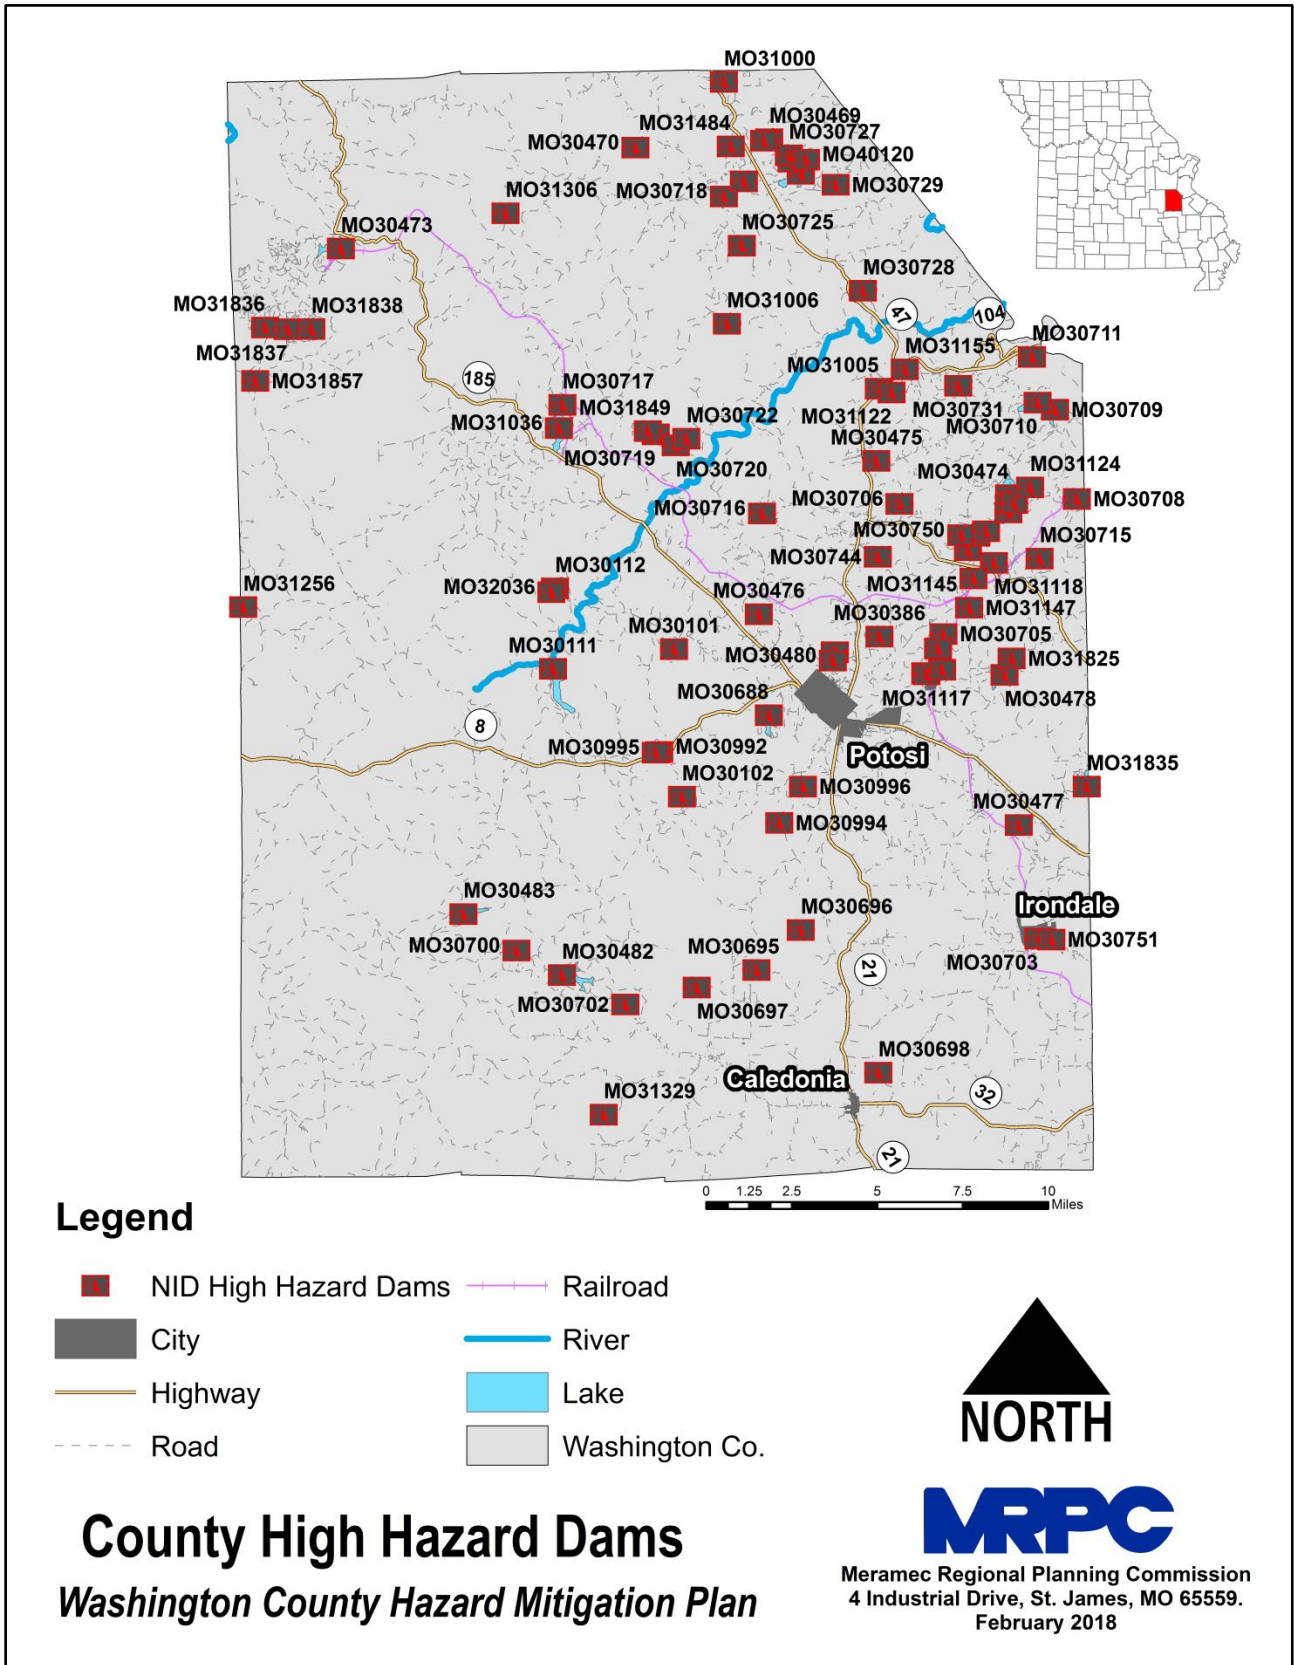 MO31000
MO30469
MO31484
MO30727
MO30470
MO40120
MO31306
MO30718
MO30729
MO30473
MO30725
MO30728
MO31836
MO31838
MO31006
47
104
MO30711
MO31837
MO31155
MO31857
185
MO31005
MO30717
MO31849
MO30722
MO31122
MO30731
MO30709
MO31036
MO30710
MO30719
MO30475
MO30720
MO30474
MO31124
MO30716
MO30706
MO30708
MO30750
MO30715
MO30744
MO30112
MO31256
MO32036
MO31145
MO31118
MO30476
MO31147
MO30386
MO30101
MO30705
MO30111
MO30480
MO31825
MO30688
MO31117
MO30478
8
MO30995
MO30992
Potosi
MO31835
MO30102
MO30996
MO30477
MO30994
MO30483
MO30696
Irondale
MO30700
MO30482
MO30695
MO30751
MO30703
21
MO30702
MO30697
MO30698
Caledonia
MO31329
32
21
0 1.25 2.5 5 7.5 10
Miles
Legend
NID High Hazard Dams
Railroad
City
River
Highway
Lake
Road
Washington Co.
NORTH
County High Hazard Dams
Washington County Hazard Mitigation Plan
MRPC
Meramec Regional Planning Commission
4 Industrial Drive, St. James, MO 65559.
February 2018